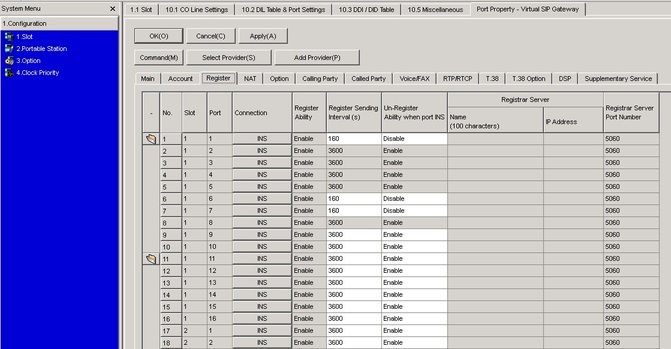 System Menu
1.1 Slot
10.1 CO Line Settings
10.2 DIL Table & Port Settings
10.3 DDI / DID Table
10.5 Miscellaneous
Port Property - Virtual SIP Gateway
1.Configuration
1.Slot
2.Portable Station
3.Option
4.Clock Priority
OK(O)
Cancel(C)
Apply(A)
Command(M)
Select Provider(S)
Add Provider(P)
Main
Account
Register
NAT
Option
Calling Party
Called Party
Voice/FAX
RTP/RTCP
T.38
T.38 Option
DSP
Supplementary Service
- No. Slot Port Connection Register Ability Register Sending Interval (s) Un-Register Ability when port INS Registrar Server Name (100 characters) IP Address Registrar Server Port Number
1 1 1 INS Enable 160 Disable 5060
2 1 2 INS Enable 3600 Enable 5060
3 1 3 INS Enable 3600 Enable 5060
4 1 4 INS Enable 3600 Enable 5060
5 1 5 INS Enable 3600 Enable 5060
6 1 6 INS Enable 160 Disable 5060
7 1 7 INS Enable 160 Disable 5060
8 1 8 INS Enable 3600 Enable 5060
9 1 9 INS Enable 3600 Enable 5060
10 1 10 INS Enable 3600 Enable 5060
11 1 11 INS Enable 3600 Enable 5060
12 1 12 INS Enable 3600 Enable 5060
13 1 13 INS Enable 3600 Enable 5060
14 1 14 INS Enable 3600 Enable 5060
15 1 15 INS Enable 3600 Enable 5060
16 1 16 INS Enable 3600 Enable 5060
17 2 1 INS Enable 3600 Enable 5060
18 2 2 INS Enable 3600 Enable 5060